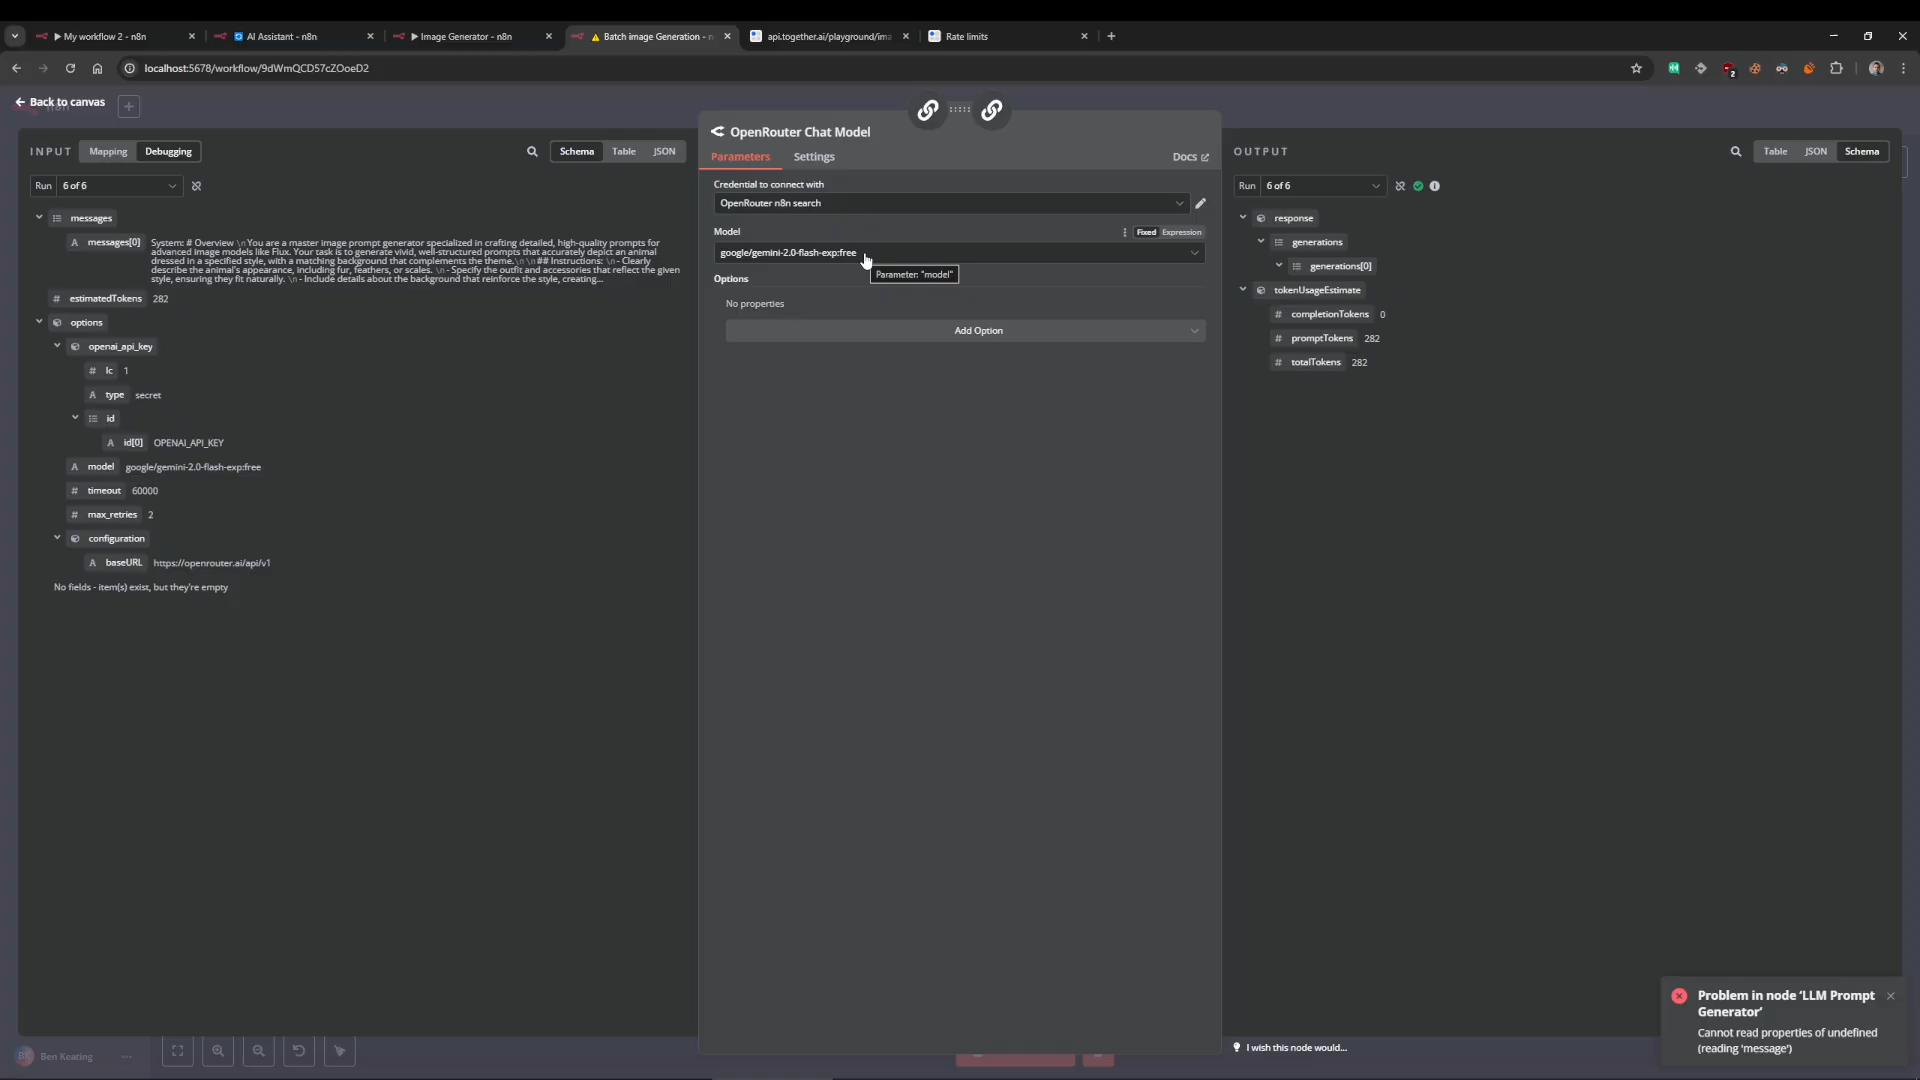 My workflow 2 - n8n
AI Assistant - n8n
Image Generator - n8n
Batch image Generation - n
api.together.ai/playground/ima
Rate limits
localhost:5678/workflow/9dWmQCD57cZOoeD2
2
Back to canvas
INPUT
Mapping
Debugging
Schema
Table
JSON
Run
6 of 6
messages
messages[0]
System: # Overview \nYou are a master image prompt generator specialized in crafting detailed, high-quality prompts for
advanced image models like Flux. Your task is to generate vivid, well-structured prompts that accurately depict an animal
dressed in a specified style, with a matching background that complements the theme.\n\n## Instructions: \n- Clearly
describe the animal's appearance, including fur, feathers, or scales. \n- Specify the outfit and accessories that reflect the given
style, ensuring they fit naturally. \n- Include details about the background that reinforce the style, creating...
# estimatedTokens 282
options
openai_api_key
# lc 1
A type secret
id
A id[0] OPENAI_API_KEY
A model google/gemini-2.0-flash-exp:free
# timeout 60000
# max_retries 2
configuration
A baseURL https://openrouter.ai/api/v1
No fields - item(s) exist, but they're empty
Ben Keating
OpenRouter Chat Model
Parameters
Settings
Docs
Credential to connect with
OpenRouter n8n search
Model
Fixed
Expression
google/gemini-2.0-flash-exp:free
Parameter: "model"
Options
No properties
Add Option
OUTPUT
Table
JSON
Schema
Run
6 of 6
response
generations
generations[0]
tokenUsageEstimate
# completionTokens 0
# promptTokens 282
# totalTokens 282
I wish this node would...
Problem in node 'LLM Prompt
Generator'
Cannot read properties of undefined
(reading 'message')